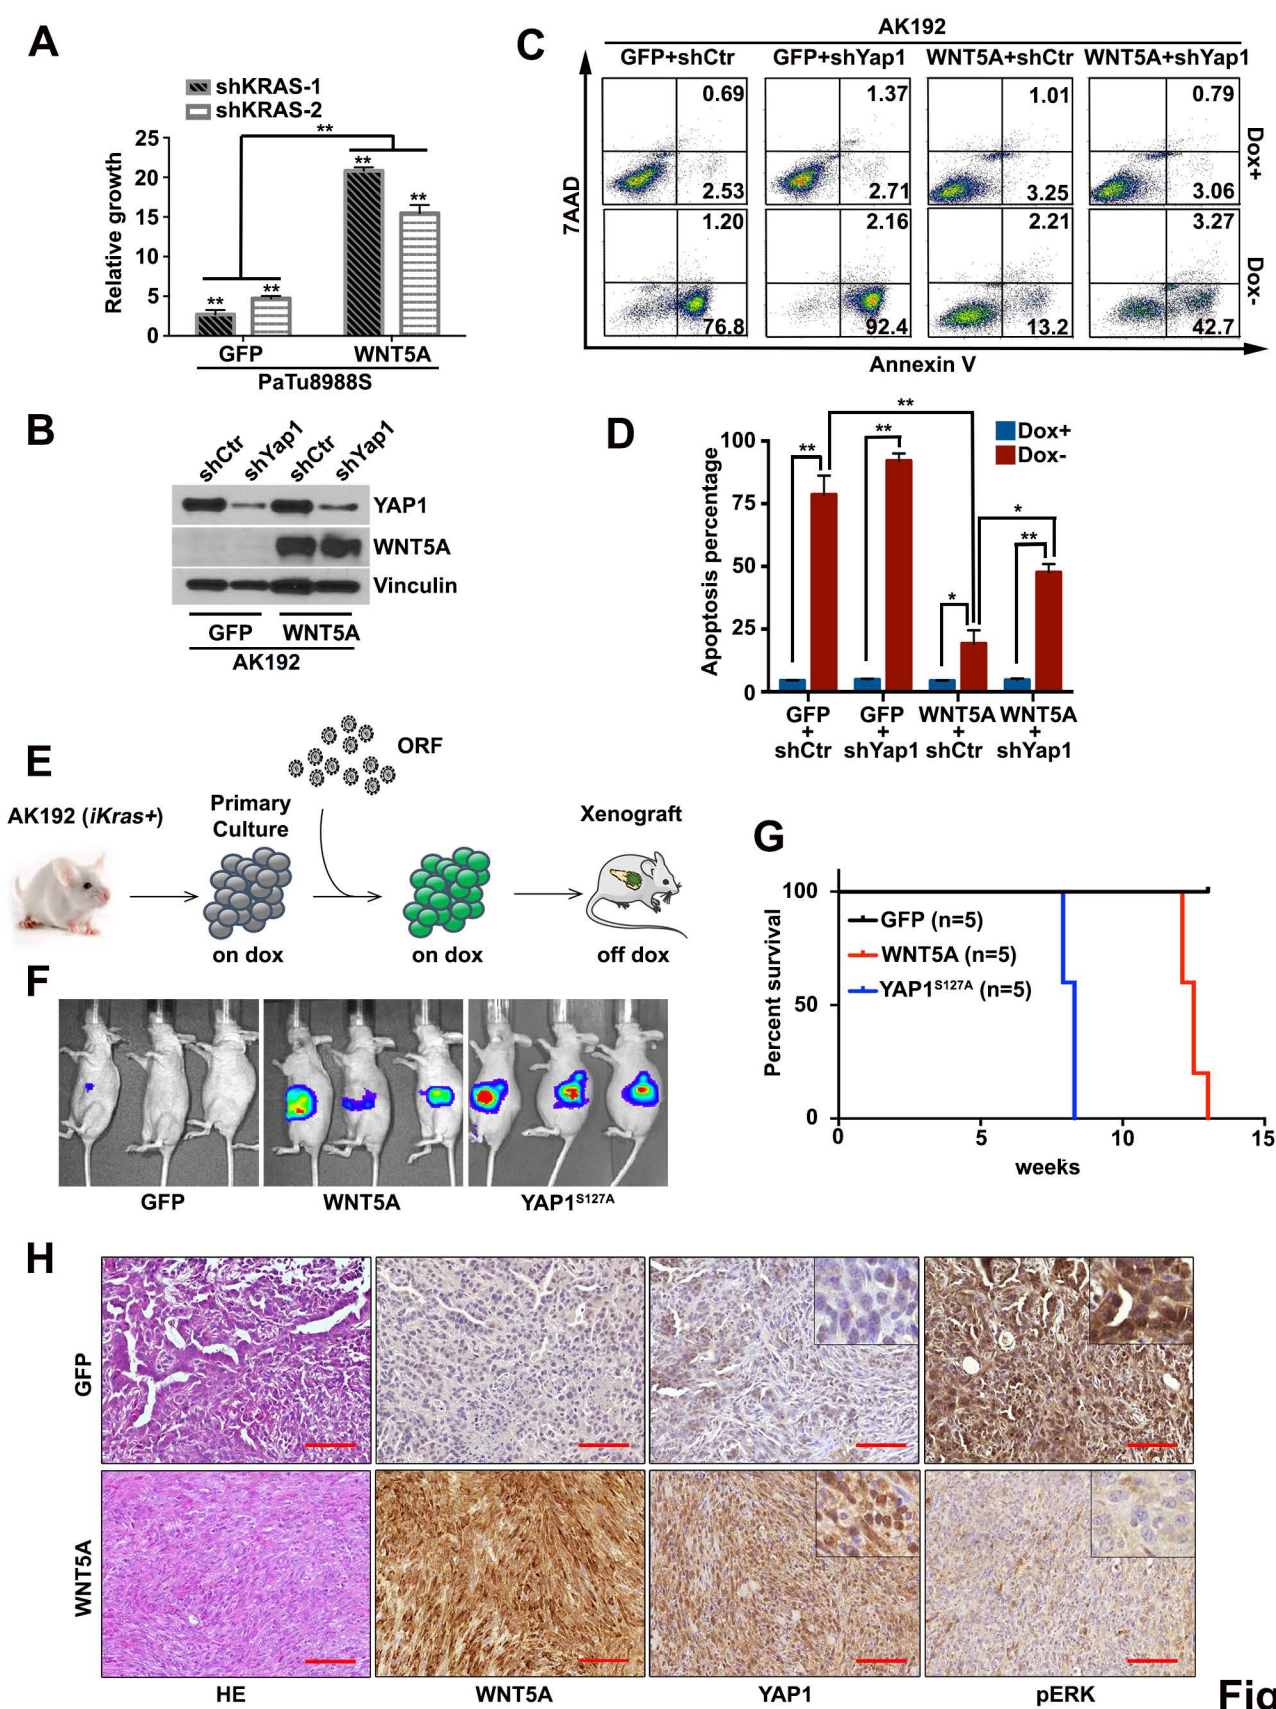 A
shKRAS-1
shKRAS-2
**
25
20
15
10
5
0
Relative growth
**
**
**
**
GFP
WNT5A
PaTu8988S
B
shCtr
shYap1
shCtr
shYap1
YAP1
WNT5A
Vinculin
GFP
WNT5A
AK192
C
AK192
GFP+shCtr
GFP+shYap1
WNT5A+shCtr
WNT5A+shYap1
0.69
1.37
1.01
0.79
2.53
2.71
3.25
3.06
Dox+
1.20
2.16
2.21
3.27
76.8
92.4
13.2
42.7
Dox-
7AAD
Annexin V
D
Dox+
Dox-
**
**
**
*
**
*
100
75
50
25
0
Apoptosis percentage
GFP + shCtr
GFP + shYap1
WNT5A + shCtr
WNT5A + shYap1
E
AK192 (iKras+)
Primary
Culture
ORF
Xenograft
on dox
on dox
off dox
F
GFP
WNT5A
YAP1S127A
G
Percent survival
100
50
0
GFP (n=5)
WNT5A (n=5)
YAP1S127A (n=5)
0
5
10
15
weeks
H
GFP
WNT5A
HE
WNT5A
YAP1
pERK
Fig